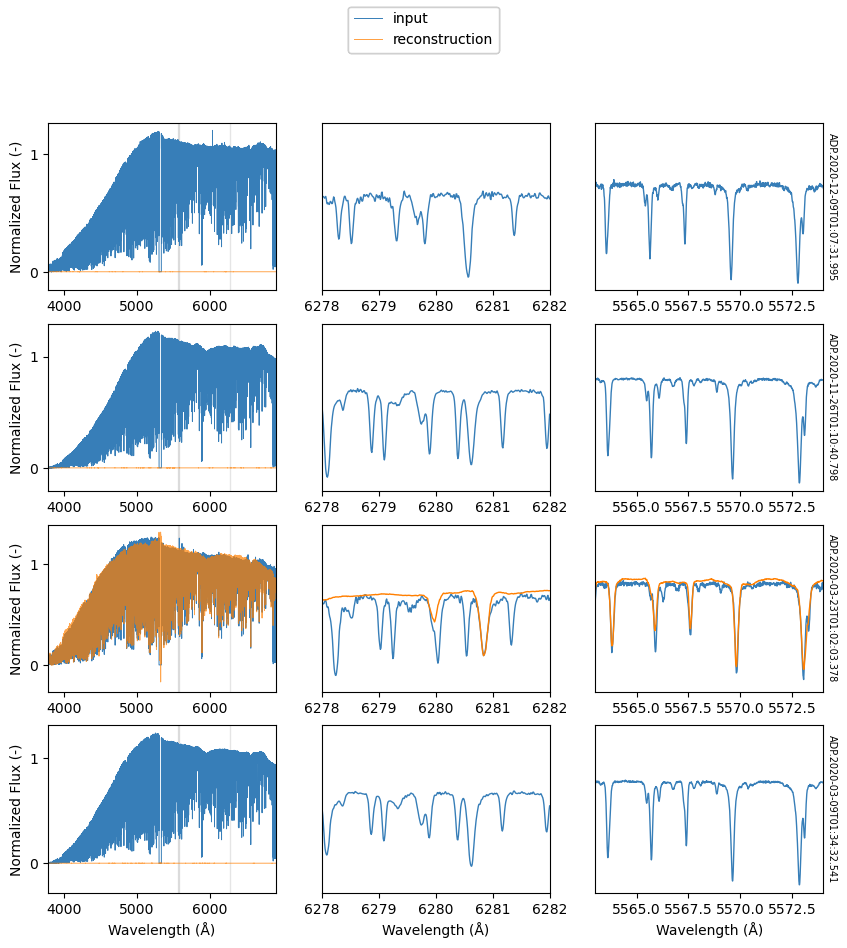 input
reconstruction
Normalized Flux (-)
1
0
4000 5000 6000
6278 6279 6280 6281 6282
5565.0 5567.5 5570.0 5572.5
ADP.2020-12-09T01:07:31.995
Normalized Flux (-)
1
0
4000 5000 6000
6278 6279 6280 6281 6282
5565.0 5567.5 5570.0 5572.5
ADP.2020-11-26T01:10:40.798
Normalized Flux (-)
1
0
4000 5000 6000
6278 6279 6280 6281 6282
5565.0 5567.5 5570.0 5572.5
ADP.2020-03-23T01:02:03.378
Normalized Flux (-)
1
0
4000 5000 6000
6278 6279 6280 6281 6282
5565.0 5567.5 5570.0 5572.5
ADP.2020-03-09T01:34:32.541
Wavelength (Å) Wavelength (Å) Wavelength (Å)